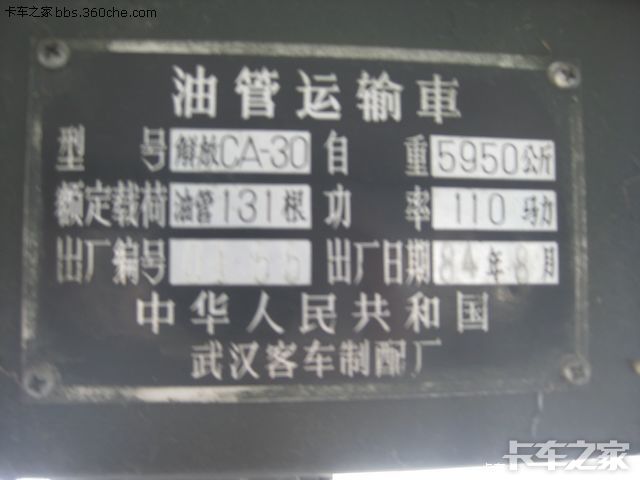 卡车之家 bbs.360che.com
油管运输車
型号 解放CA-30 自重 5950公斤
额定载荷 油管131根 功率 110马力
出厂编号 出厂日期 84年8月
中华人民共和国
武汉客车制配厂
卡车之家